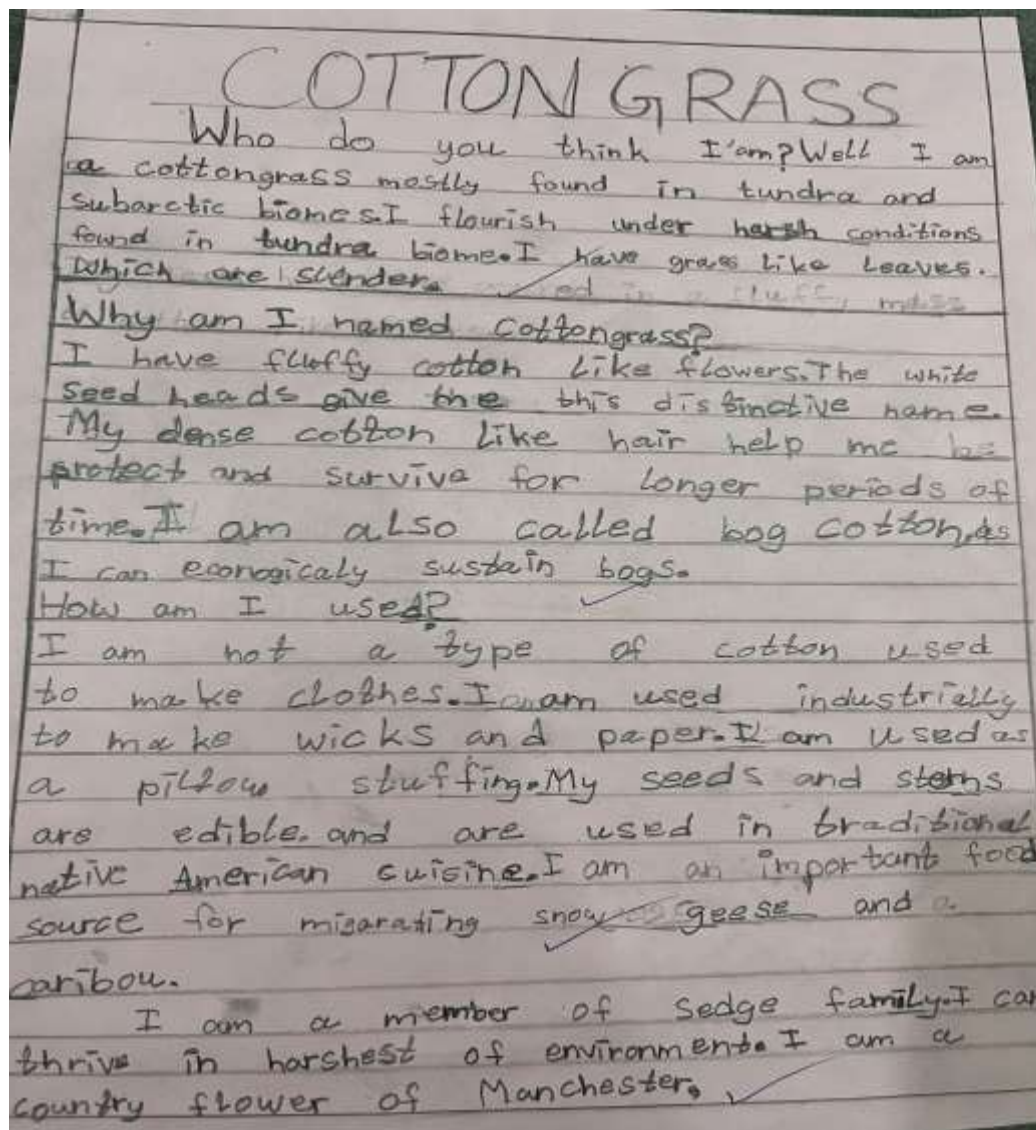 COTTON GRASS
Who do you think I'am? Well I am
a cottongrass mostly found in tundra and
subarctic biomes. I flourish under harsh conditions
found in tundra biome. I have grass like leaves.
Which are slender.
Why am I named cottongrass?
I have fluffy cotton like flowers. The white
seed heads give the this distinctive name.
My dense cotton like hair help me
protect and survive for longer periods of
time. I am also called bog cotton, as
I can econogicaly sustain bogs.
How am I used?
I am not a type of cotton used
to make clothes. I am used industrially
to make wicks and paper. I am used as
a pillow stuffing. My seeds and stems
are edible. and are used in traditional
native American cuisine. I am an important food
source for migarating snow geese and
caribou.
I am a member of sedge family. I can
thrive in harshest of environment. I am a
country flower of Manchester.